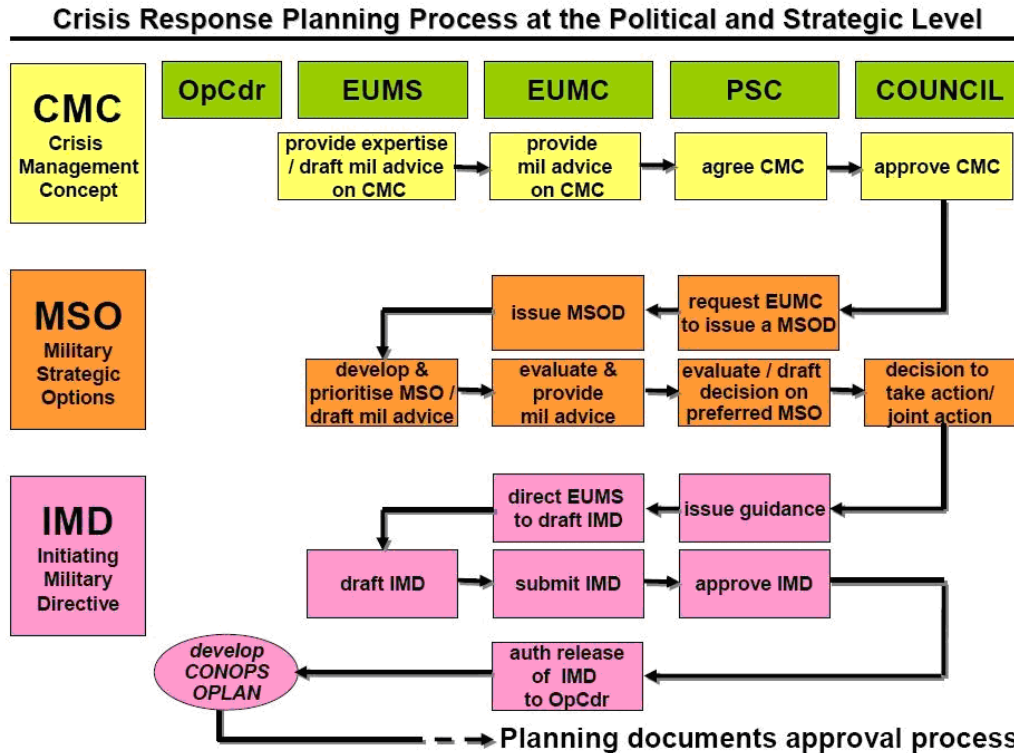 Crisis Response Planning Process at the Political and Strategic Level
CMC
Crisis
Management
Concept
OpCdr
EUMS
EUMC
PSC
COUNCIL
provide expertise
/ draft mil advice
on CMC
provide
mil advice
on CMC
agree CMC
approve CMC
MSO
Military
Strategic
Options
issue MSOD
request EUMC
to issue a MSOD
develop &
prioritise MSO /
draft mil advice
evaluate &
provide
mil advice
evaluate / draft
decision on
preferred MSO
decision to
take action/
joint action
IMD
Initiating
Military
Directive
direct EUMS
to draft IMD
issue guidance
draft IMD
submit IMD
approve IMD
develop
CONOPS
OPLAN
auth release
of IMD
to OpCdr
Planning documents approval process